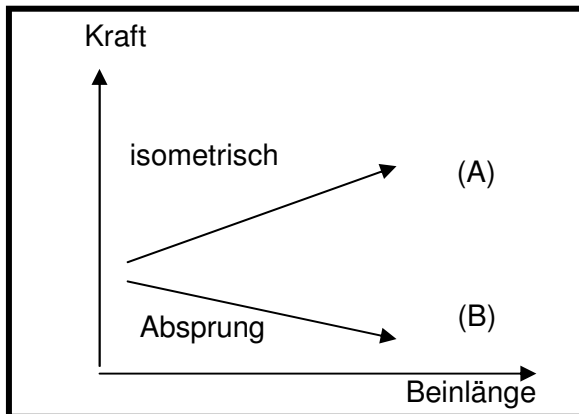 Kraft
isometrisch
(A)
Absprung
(B)
Beinlänge